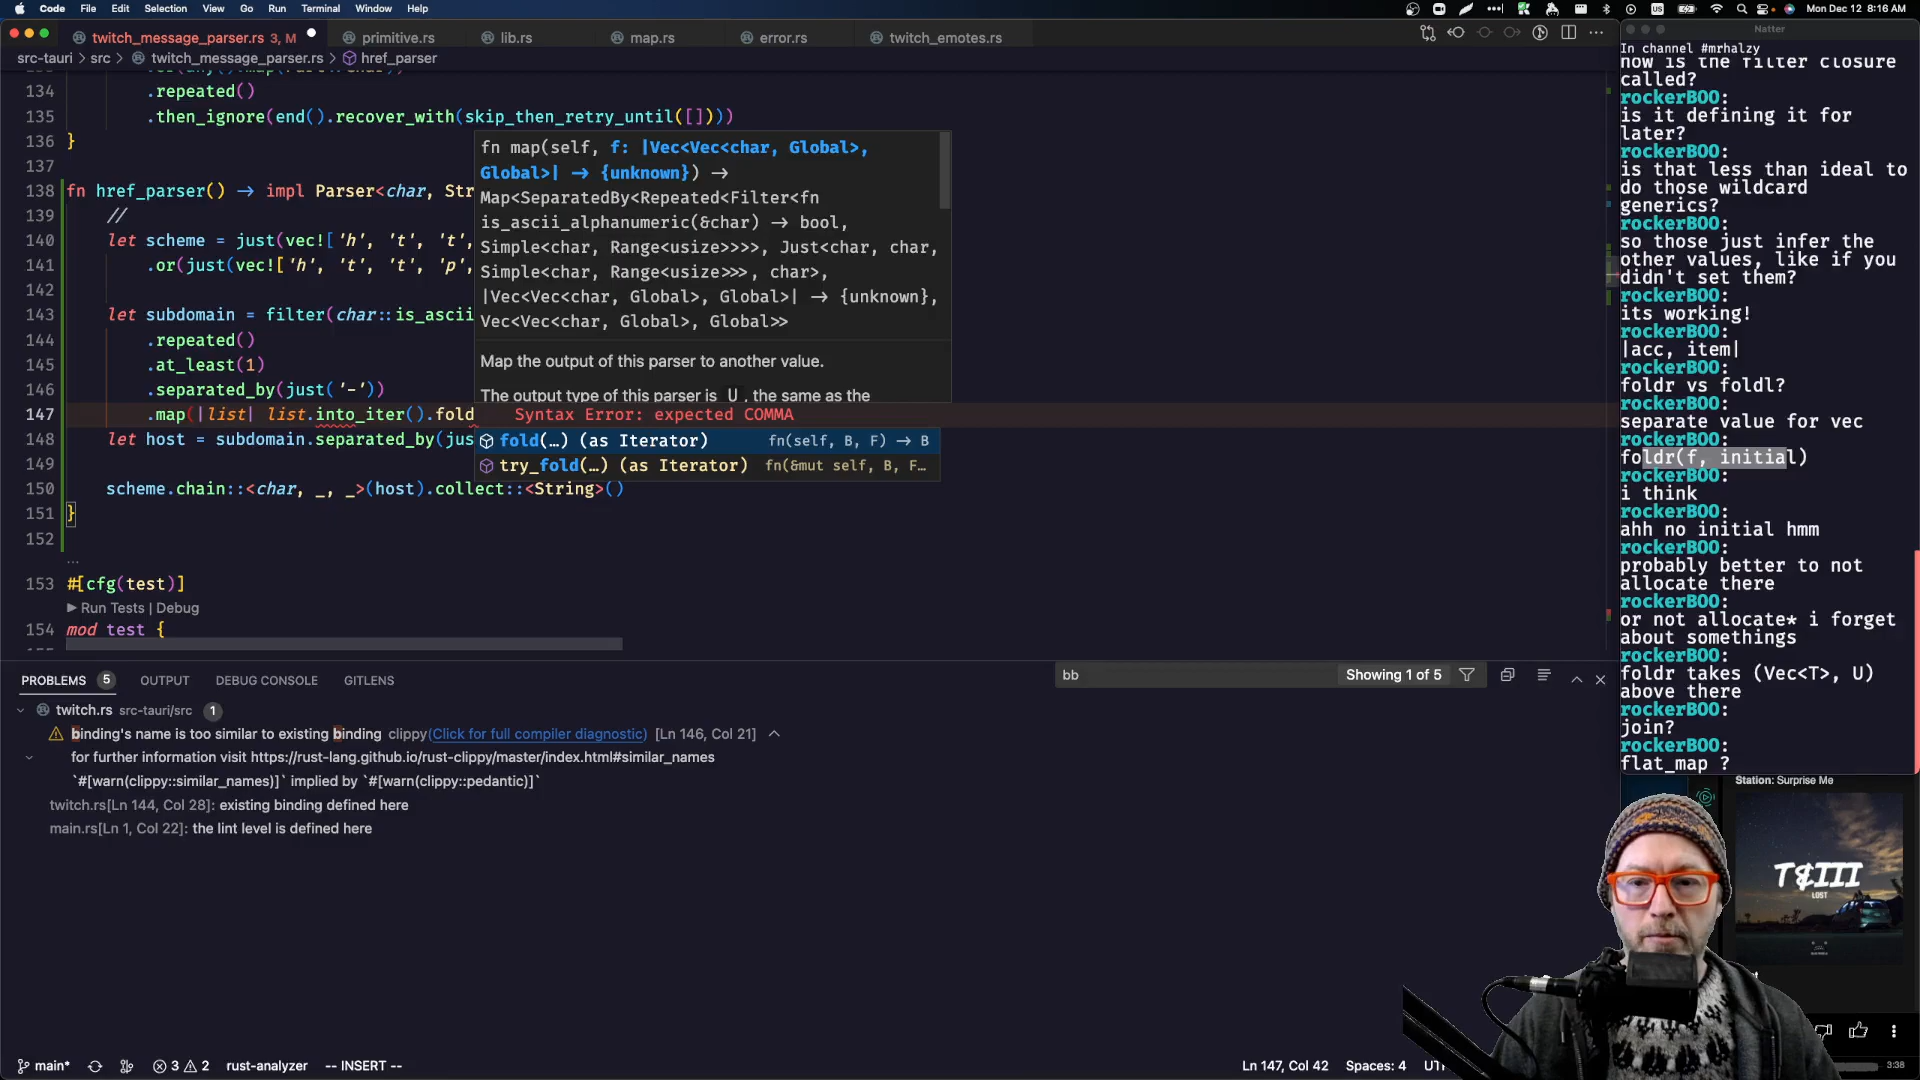 Code File Edit Selection View Go Run Terminal Window Help
Mon Dec 12 8:16 AM
twitch_message_parser.rs 3, M
primitive.rs
lib.rs
map.rs
error.rs
twitch_emotes.rs
src-tauri > src > twitch_message_parser.rs > href_parser
134 .repeated()
135 .then_ignore(end().recover_with(skip_then_retry_until([])))
136 }
137
138 fn href_parser() → impl Parser<char, Str
139 //
140 let scheme = just(vec!['h', 't', 't',
141 .or(just(vec!['h', 't', 't', 'p',
142
143 let subdomain = filter(char::is_ascii
144 .repeated()
145 .at_least(1)
146 .separated_by(just('-'))
147 .map(|list| list.into_iter().fold Syntax Error: expected COMMA
148 let host = subdomain.separated_by(jus
149
150 scheme.chain::<char, _, _>(host).collect::<String>()
151 }
152
...
153 #[cfg(test)]
Run Tests | Debug
154 mod test {
fn map(self, f: |Vec<Vec<char, Global>,
Global>| → {unknown}) →
Map<SeparatedBy<Repeated<Filter<fn
is_ascii_alphanumeric(&char) → bool,
Simple<char, Range<usize>>>>, Just<char, char,
Simple<char, Range<usize>>>, char>,
|Vec<Vec<char, Global>, Global>| → {unknown},
Vec<Vec<char, Global>, Global>>
Map the output of this parser to another value.
The output type of this parser is U, the same as the
fold(…) (as Iterator) fn(self, B, F) → B
try_fold(…) (as Iterator) fn(&mut self, B, F…
PROBLEMS 5 OUTPUT DEBUG CONSOLE GITLENS
bb
Showing 1 of 5
twitch.rs src-tauri/src 1
binding's name is too similar to existing binding clippy(Click for full compiler diagnostic) [Ln 146, Col 21]
for further information visit https://rust-lang.github.io/rust-clippy/master/index.html#similar_names
`#[warn(clippy::similar_names)]` implied by `#[warn(clippy::pedantic)]`
twitch.rs[Ln 144, Col 28]: existing binding defined here
main.rs[Ln 1, Col 22]: the lint level is defined here
main* 3 2 rust-analyzer -- INSERT --
Ln 147, Col 42 Spaces: 4
Natter
In channel #mrhalzy
how is the filter closure
called?
rockerBOO:
is it defining it for
later?
rockerBOO:
is that less than ideal to
do those wildcard
generics?
rockerBOO:
so those just infer the
other values, like if you
didn't set them?
rockerBOO:
its working!
rockerBOO:
|acc, item|
rockerBOO:
foldr vs foldl?
rockerBOO:
separate value for vec
rockerBOO:
foldr(f, initial)
rockerBOO:
i think
rockerBOO:
ahh no initial hmm
rockerBOO:
probably better to not
allocate there
rockerBOO:
or not allocate* i forget
about somethings
rockerBOO:
foldr takes (Vec<T>, U)
above there
rockerBOO:
join?
rockerBOO:
flat_map ?
Station: Surprise Me
T&III
LOST
3:38